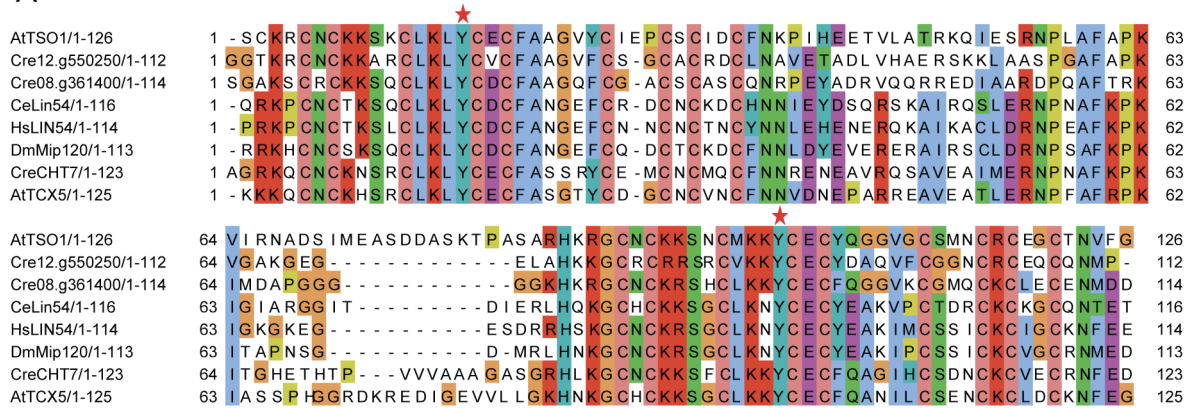 AtTSO1/1-126 1 -SCKRCNCKKSKCLKLYCECFAAGVYCIEPCSCIDCFNKPIHEETVLATRKQIESRNPLAFAPK 63
Cre12.g550250/1-112 1 GGTKRCNCKKARCLKLYCVCFAAGVFCS-GCACRDCLNAVETADLVHAERSKKLAASPGAFAPK 63
Cre08.g361400/1-114 1 SGAKSCRCKKSKCLKLYCDCFAAGQFCG-ACSCASCQNRPEYADRVQQRREDIAARDPQAFTRK 63
CeLin54/1-116 1 -QRKPCNCTKSQCLKLYCDCFANGEFCR-DCNCKDCHNNIEYDSQRSKAIRQSLERNPNAFKPK 62
HsLIN54/1-114 1 -PRKPCNCTKSLCLKLYCDCFANGEFCN-NCNCTNCYNNLEHENERQKAIKACLDRNPEAFKPK 62
DmMip120/1-113 1 -RRKHCNCSKSQCLKLYCDCFANGEFCQ-DCTCKDCFNNLDYEVERERAIRSCLDRNPSAFKPK 62
CreCHT7/1-123 1 AGRKQCNCKNSRCLKLYCECFASSRYCE-MCNCMQCFNNRENEAVRQSAVEAIMERNPNAFRPK 63
AtTCX5/1-125 1 -KKKQCNCKHSRCLKLYCECFASGTYCD-GCNCVNCFNNVDNEPARREAVEATLERNPFAFRPK 62
AtTSO1/1-126 64 VIRNADSIMEASDDASKTPASARHKRGCNCKKSNCMKKYCECYQGGVGCSMNCRCEGCTNVFG 126
Cre12.g550250/1-112 64 VGAKGEG-------------ELAHKKGCRCRRSRCVKKYCECYDAQVFCGGNCKCEQCQNMP- 112
Cre08.g361400/1-114 64 IMDAPGGG------------GGKHKRGCNCKKSHCLKKYCECFQGGVKCGMQCKCLECENMDD 114
CeLin54/1-116 63 IGIARGGIT---------DIERLHQKGCHCKKSGCLKNYCECYEAKVPCTDRCKCKGCQNTET 116
HsLIN54/1-114 63 IGKGKEG-----------ESDRRHSKGCNCKRSGCLKNYCECYEAKIMCSSICKCIGCKNFEE 114
DmMip120/1-113 63 ITAPNSG-----------D-MRLHNKGCNCKRSGCLKNYCECYEAKIPCSSICKCVGCRNMED 113
CreCHT7/1-123 64 ITGHETHTP---VVVAAAGASGRHLKGCNCKKSFCLKKYCECFQAGIHCSDNCKCVECRNFED 123
AtTCX5/1-125 63 IASSPHGGRDKREDIGEVVLLGKHNKGCHCKKSGCLKKYCECFQANILCSENCKCLDCKNFEG 125